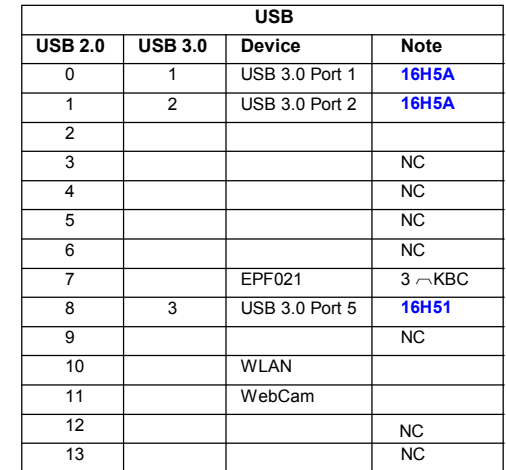 USB
USB 2.0 USB 3.0 Device Note
0 1 USB 3.0 Port 1 16H5A
1 2 USB 3.0 Port 2 16H5A
2
3 NC
4 NC
5 NC
6 NC
7 EPF021 3 KBC
8 3 USB 3.0 Port 5 16H51
9 NC
10 WLAN
11 WebCam
12 NC
13 NC